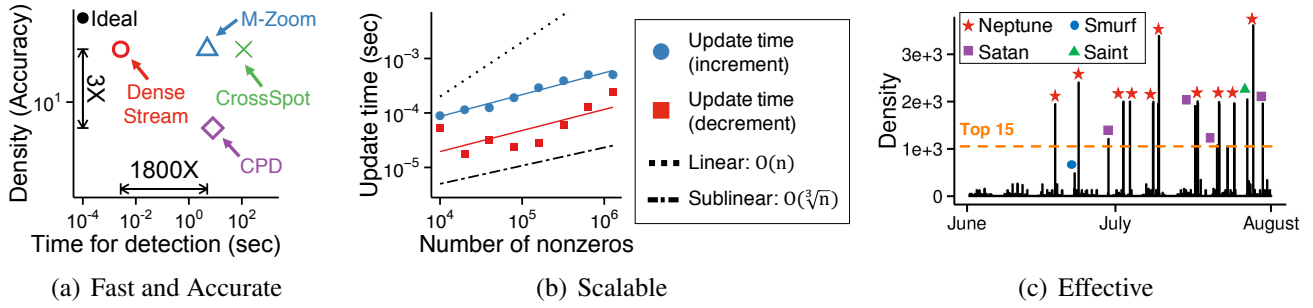 Density (Accuracy)
10¹
Ideal
3X
Dense
Stream
M-Zoom
CrossSpot
CPD
1800X
10⁻⁴ 10⁻² 10⁰ 10²
Time for detection (sec)
(a) Fast and Accurate
Update time (sec)
10⁻³
10⁻⁴
10⁻⁵
10⁴ 10⁵ 10⁶
Number of nonzeros
Update time
(increment)
Update time
(decrement)
Linear: O(n)
Sublinear: O(∛n)
(b) Scalable
Density
3e+3
2e+3
1e+3
0
Neptune
Smurf
Satan
Saint
Top 15
June July August
(c) Effective